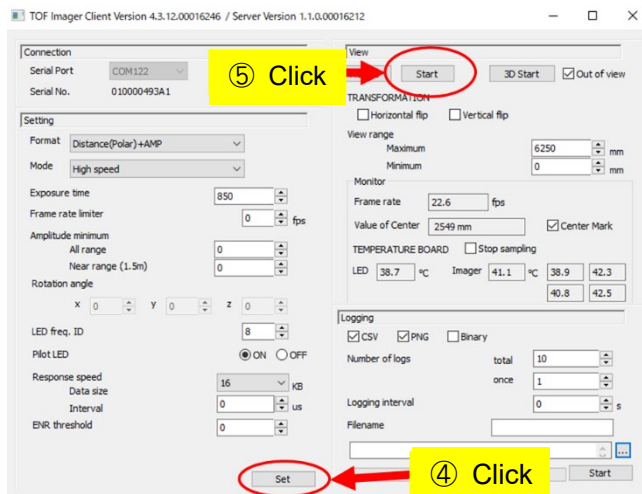 TOF Imager Client Version 4.3.12.00016246 / Server Version 1.1.0.00016212
Connection
Serial Port COM122
Serial No. 010000493A1
Setting
Format Distance(Polar)+AMP
Mode High speed
Exposure time 850
Frame rate limiter 0 fps
Amplitude minimum
All range 0
Near range (1.5m) 0
Rotation angle
x 0 y 0 z 0
LED freq. ID 8
Pilot LED ON OFF
Response speed
Data size 16 KB
Interval 0 us
ENR threshold 0
Set
④ Click
⑤ Click
View
Start 3D Start Out of view
TRANSFORMATION
Horizontal flip Vertical flip
View range
Maximum 6250 mm
Minimum 0 mm
Monitor
Frame rate 22.6 fps
Value of Center 2549 mm Center Mark
TEMPERATURE BOARD Stop sampling
LED 38.7 ℃ Imager 41.1 ℃ 38.9 42.3
40.8 42.5
Logging
CSV PNG Binary
Number of logs total 10
once 1
Logging interval 0 s
Filename
...
Start